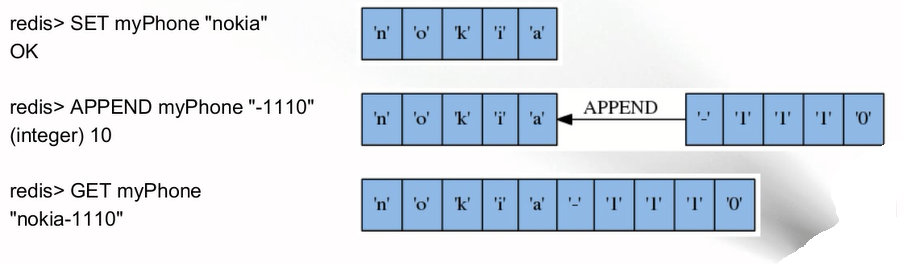 redis> SET myPhone "nokia"
OK
'n' 'o' 'k' 'i' 'a'
redis> APPEND myPhone "-1110"
(integer) 10
'n' 'o' 'k' 'i' 'a' APPEND '-' '1' '1' '1' '0'
redis> GET myPhone
"nokia-1110"
'n' 'o' 'k' 'i' 'a' '-' '1' '1' '1' '0'